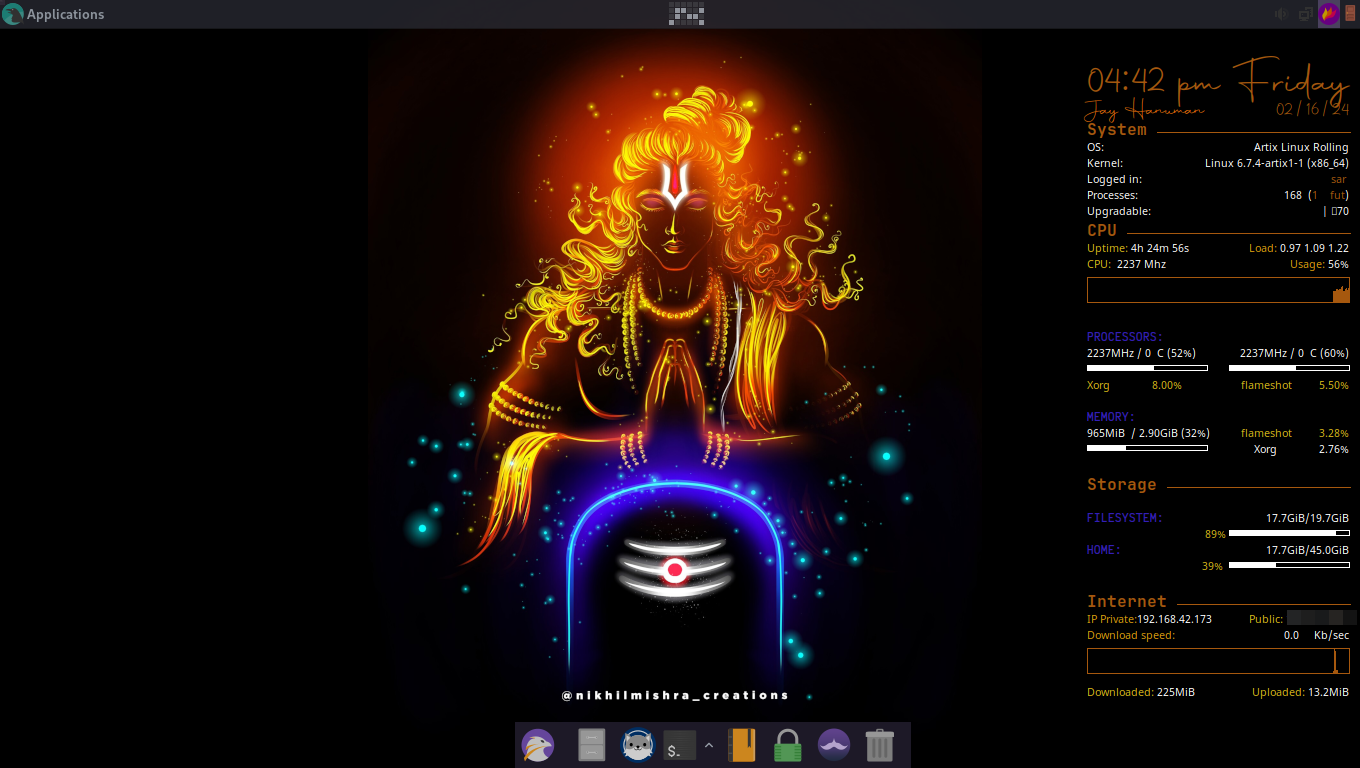 Applications
04:42 pm Friday
Jay Hanuman 02/16/24
System
OS: Artix Linux Rolling
Kernel: Linux 6.7.4-artix1-1 (x86_64)
Logged in: sar
Processes: 168 (1 fut)
Upgradable: | 70
CPU
Uptime: 4h 24m 56s Load: 0.97 1.09 1.22
CPU: 2237 Mhz Usage: 56%
PROCESSORS:
2237MHz / 0 C (52%) 2237MHz / 0 C (60%)
Xorg 8.00% flameshot 5.50%
MEMORY:
965MiB / 2.90GiB (32%) flameshot 3.28%
Xorg 2.76%
Storage
FILESYSTEM: 17.7GiB/19.7GiB
89%
HOME: 17.7GiB/45.0GiB
39%
Internet
IP Private:192.168.42.173 Public:
Download speed: 0.0 Kb/sec
Downloaded: 225MiB Uploaded: 13.2MiB
@nikhilmishra_creations
$-